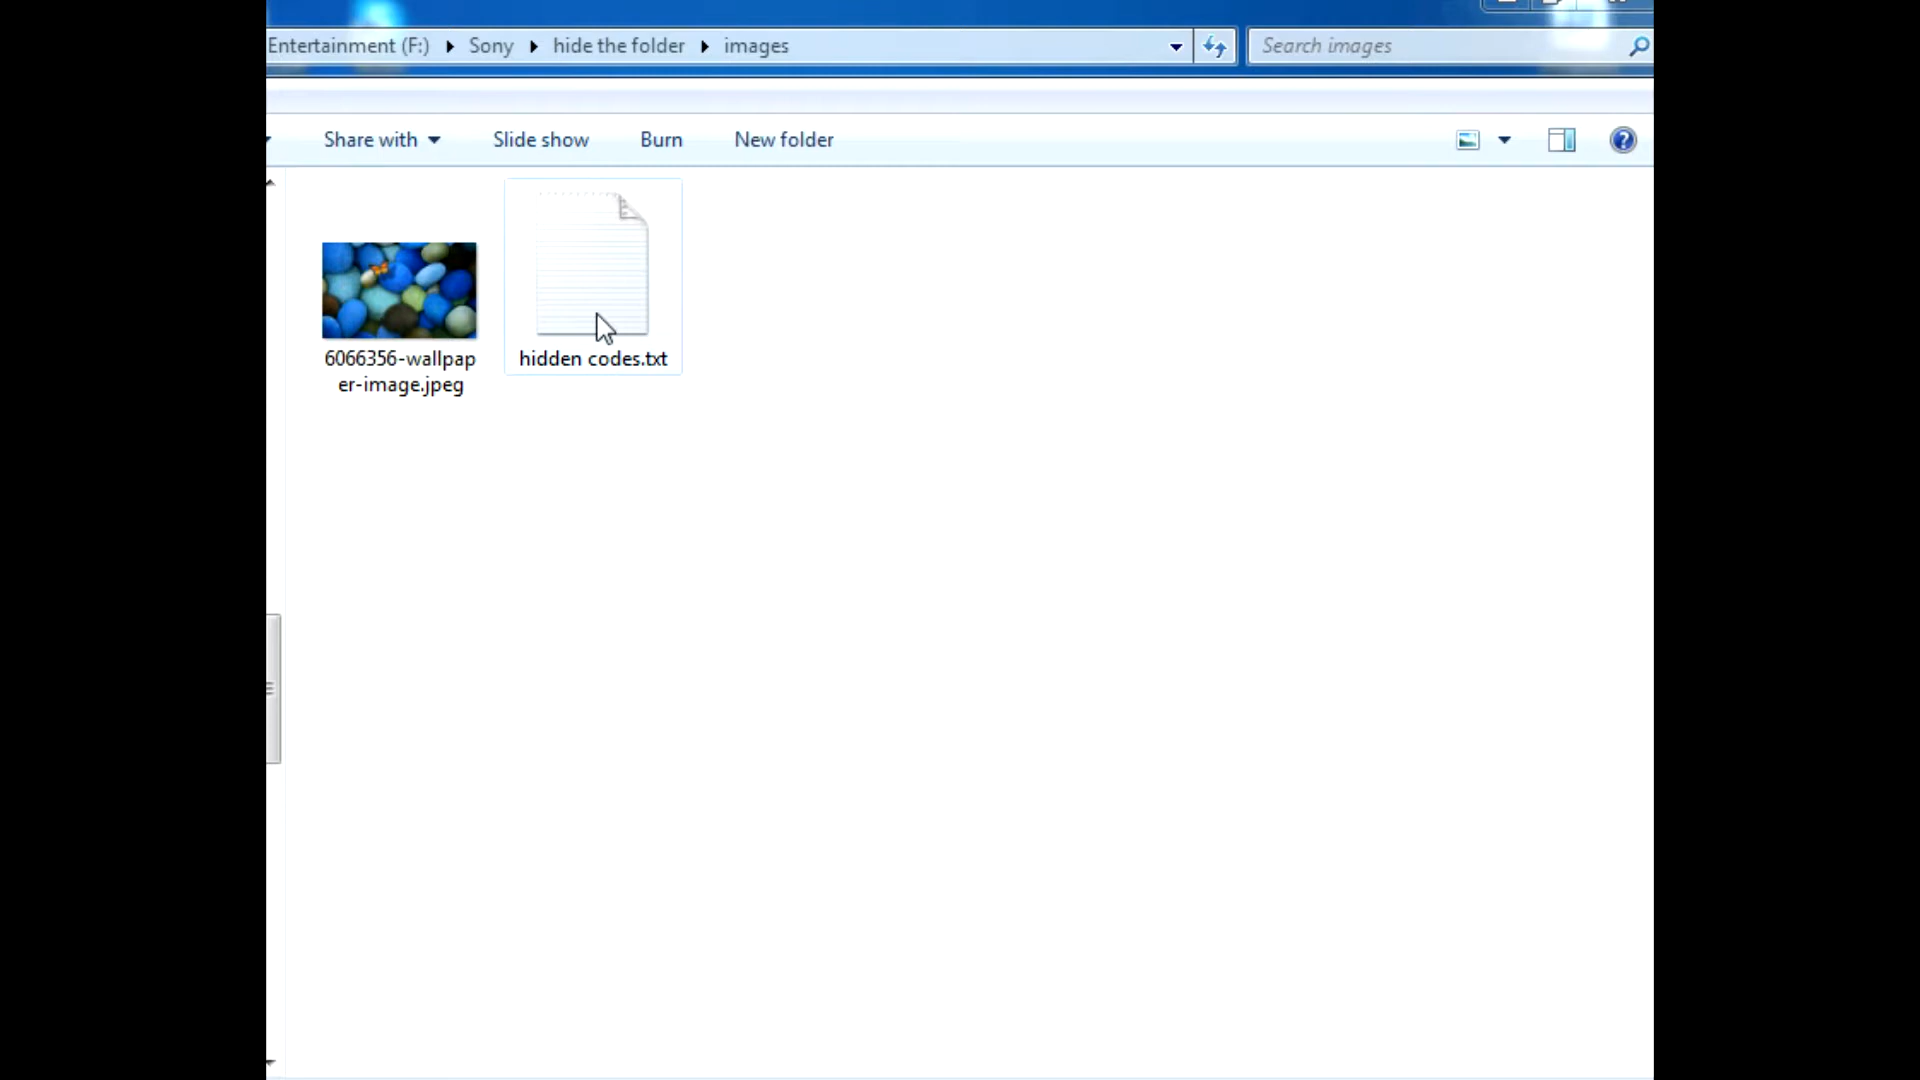 Entertainment (F:) Sony hide the folder images
Search images
Share with Slide show Burn New folder
6066356-wallpap
er-image.jpeg
hidden codes.txt